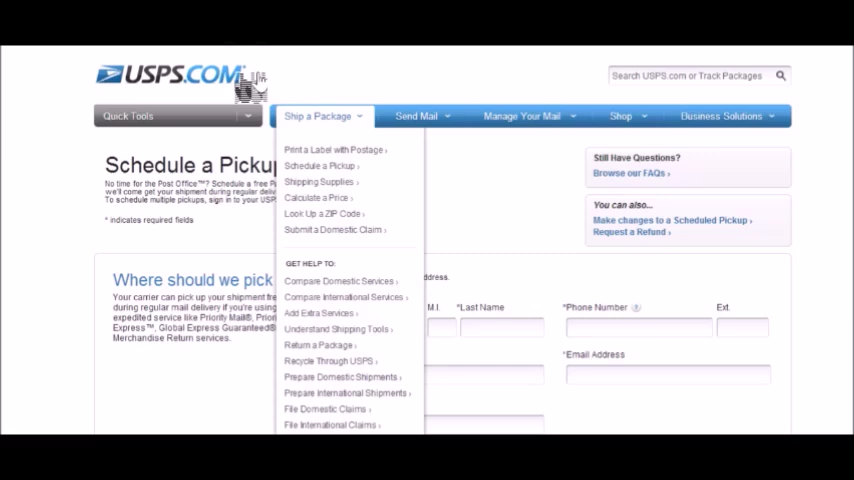 USPS.COM
Search USPS.com or Track Packages
Quick Tools
Ship a Package
Send Mail
Manage Your Mail
Shop
Business Solutions
Print a Label with Postage ›
Schedule a Pickup ›
Shipping Supplies ›
Calculate a Price ›
Look Up a ZIP Code ›
Submit a Domestic Claim ›
GET HELP TO:
Compare Domestic Services ›
Compare International Services ›
Add Extra Services ›
Understand Shipping Tools ›
Return a Package ›
Recycle Through USPS ›
Prepare Domestic Shipments ›
Prepare International Shipments ›
File Domestic Claims ›
File International Claims ›
Schedule a Pickup
No time for the Post Office™? Schedule a free P
we'll come get your shipment during regular deliv
To schedule multiple pickups, sign in to your USP
* indicates required fields
Still Have Questions?
Browse our FAQs ›
You can also...
Make changes to a Scheduled Pickup ›
Request a Refund ›
Where should we pick
Your carrier can pick up your shipment fre
during regular mail delivery if you're using
expedited service like Priority Mail®, Prior
Express™, Global Express Guaranteed®
Merchandise Return services.
ddress.
M.I.
*Last Name
*Phone Number
?
Ext.
*Email Address